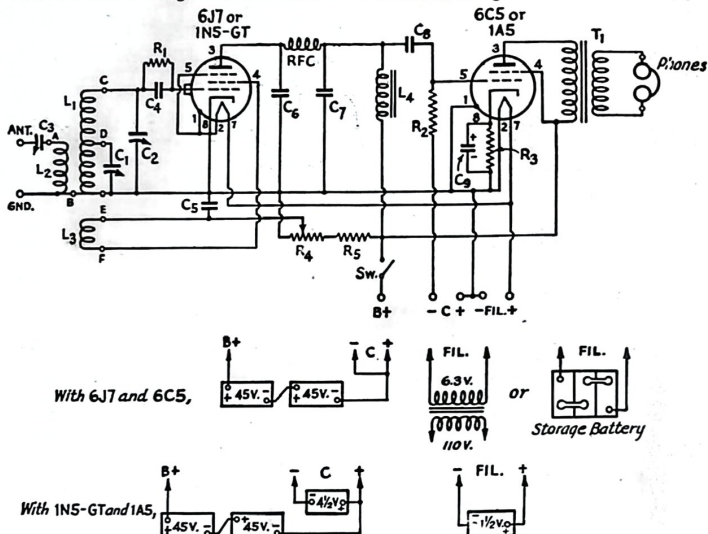 6J7 or
1N5-GT
6C5 or
1A5
3
RFC
C8
3
T1
Phones
R1
5
4
5
4
C
C4
1
8
2
7
C6
C7
L4
R2
1
8
2
7
L1
ANT.
C3
A
D
C1
C2
R3
L2
C9
+
-
GND.
B
C5
E
L3
F
R4
R5
Sw.
B+
- C +
-FIL.+
With 6J7 and 6C5,
B+
+ 45V. -
+ 45V. -
- C +
FIL.
6.3 V.
110 V.
or
FIL.
Storage Battery
With 1N5-GT and 1A5,
B+
+ 45V. -
+ 45V. -
- C +
- 4½V. +
- FIL. +
- 1½V. +